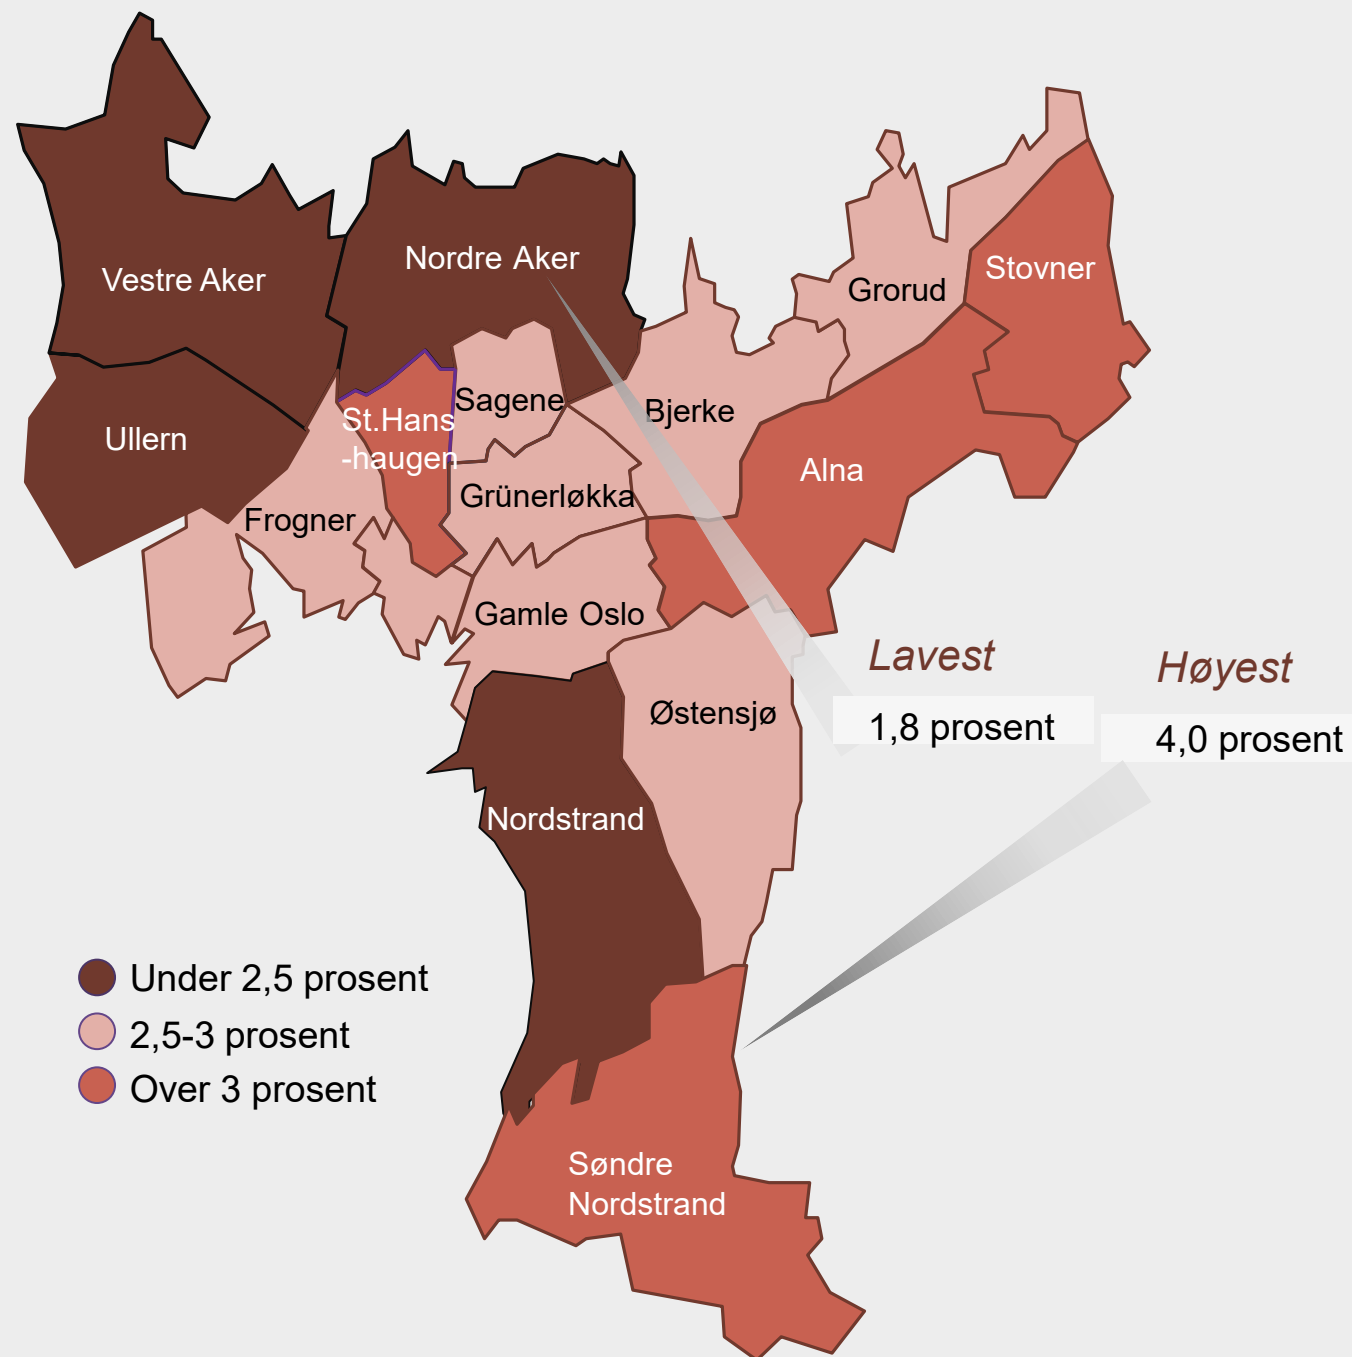 Vestre Aker
Nordre Aker
Grorud
Stovner
Ullern
St.Hans
-haugen
Sagene
Bjerke
Alna
Frogner
Grünerløkka
Gamle Oslo
Østensjø
Lavest
1,8 prosent
Høyest
4,0 prosent
Nordstrand
Under 2,5 prosent
2,5-3 prosent
Over 3 prosent
Søndre
Nordstrand